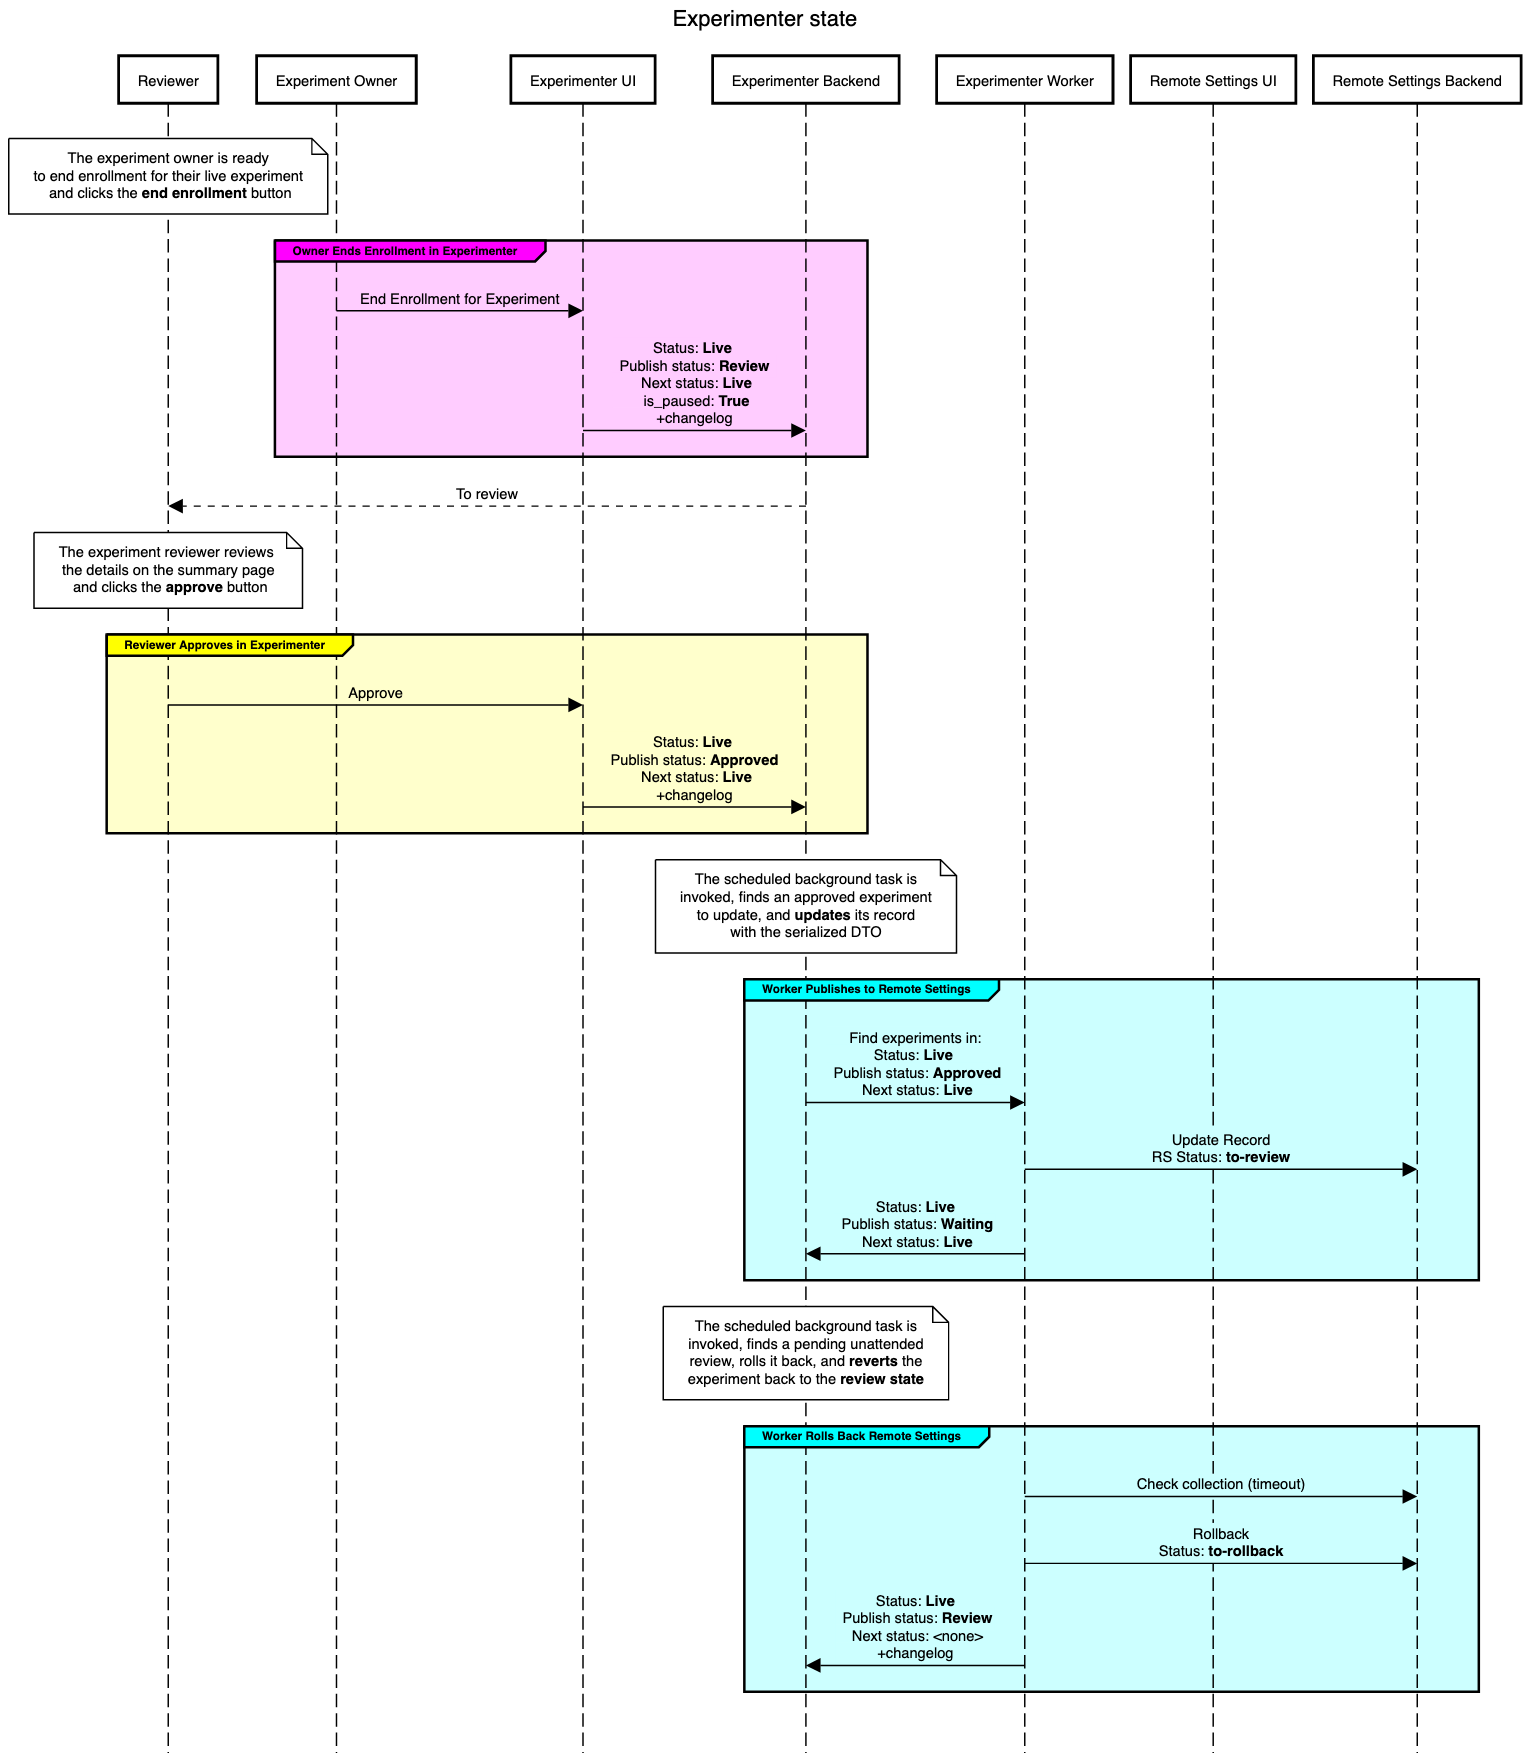 Experimenter state
Reviewer
Experiment Owner
Experimenter UI
Experimenter Backend
Experimenter Worker
Remote Settings UI
Remote Settings Backend
The experiment owner is ready
to end enrollment for their live experiment
and clicks the end enrollment button
Owner Ends Enrollment in Experimenter
End Enrollment for Experiment
Status: Live
Publish status: Review
Next status: Live
is_paused: True
+changelog
To review
The experiment reviewer reviews
the details on the summary page
and clicks the approve button
Reviewer Approves in Experimenter
Approve
Status: Live
Publish status: Approved
Next status: Live
+changelog
The scheduled background task is
invoked, finds an approved experiment
to update, and updates its record
with the serialized DTO
Worker Publishes to Remote Settings
Find experiments in:
Status: Live
Publish status: Approved
Next status: Live
Update Record
RS Status: to-review
Status: Live
Publish status: Waiting
Next status: Live
The scheduled background task is
invoked, finds a pending unattended
review, rolls it back, and reverts the
experiment back to the review state
Worker Rolls Back Remote Settings
Check collection (timeout)
Rollback
Status: to-rollback
Status: Live
Publish status: Review
Next status: <none>
+changelog